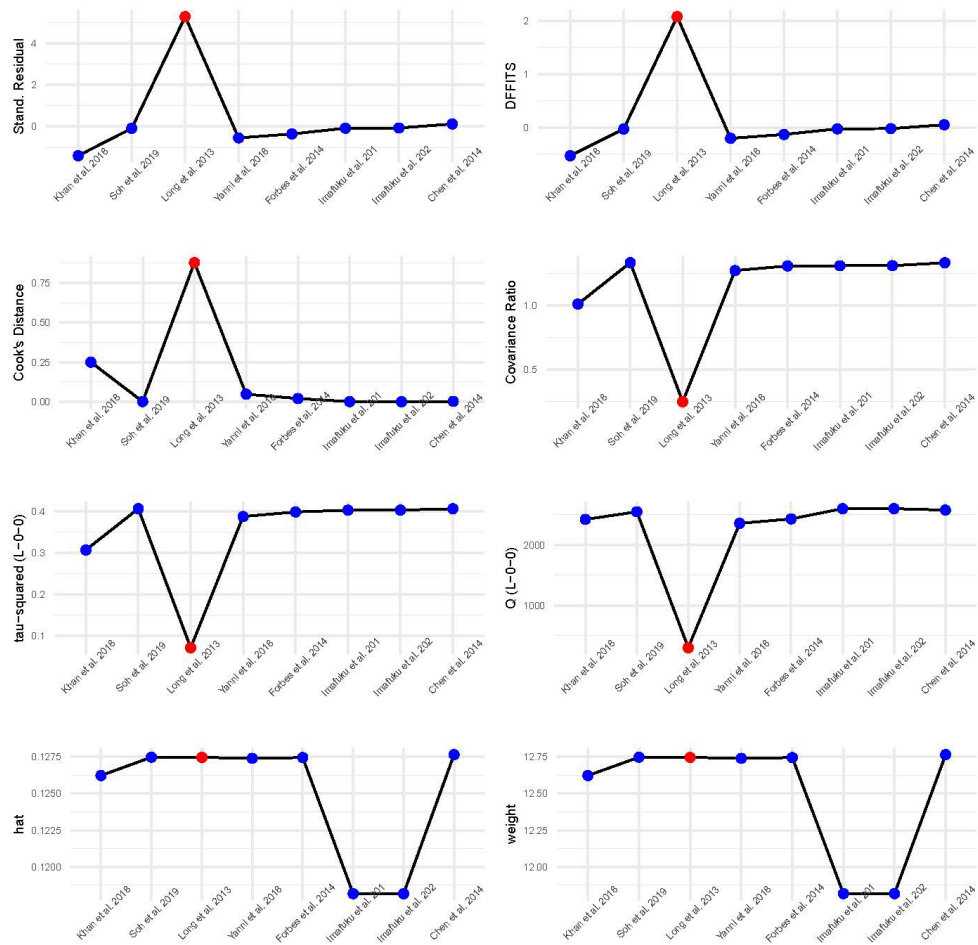 Stand. Residual
4
2
0
Khan et al, 2018
Soh et al, 2019
Long et al, 2013
Yanni et al, 2018
Forbes et al, 2014
Imafuku et al, 201
Imafuku et al, 202
Chen et al, 2014
DFFITS
2
1
0
Khan et al, 2018
Soh et al, 2019
Long et al, 2013
Yanni et al, 2018
Forbes et al, 2014
Imafuku et al, 201
Imafuku et al, 202
Chen et al, 2014
Cook's Distance
0.75
0.50
0.25
0.00
Khan et al, 2018
Soh et al, 2019
Long et al, 2013
Yanni et al, 2018
Forbes et al, 2014
Imafuku et al, 201
Imafuku et al, 202
Chen et al, 2014
Covariance Ratio
1.0
0.5
Khan et al, 2018
Soh et al, 2019
Long et al, 2013
Yanni et al, 2018
Forbes et al, 2014
Imafuku et al, 201
Imafuku et al, 202
Chen et al, 2014
tau-squared (L-O-O)
0.4
0.3
0.2
0.1
Khan et al, 2018
Soh et al, 2019
Long et al, 2013
Yanni et al, 2018
Forbes et al, 2014
Imafuku et al, 201
Imafuku et al, 202
Chen et al, 2014
Q (L-O-O)
2000
1000
Khan et al, 2018
Soh et al, 2019
Long et al, 2013
Yanni et al, 2018
Forbes et al, 2014
Imafuku et al, 201
Imafuku et al, 202
Chen et al, 2014
hat
0.1275
0.1250
0.1225
0.1200
Khan et al, 2018
Soh et al, 2019
Long et al, 2013
Yanni et al, 2018
Forbes et al, 2014
Imafuku et al, 201
Imafuku et al, 202
Chen et al, 2014
weight
12.75
12.50
12.25
12.00
Khan et al, 2018
Soh et al, 2019
Long et al, 2013
Yanni et al, 2018
Forbes et al, 2014
Imafuku et al, 201
Imafuku et al, 202
Chen et al, 2014